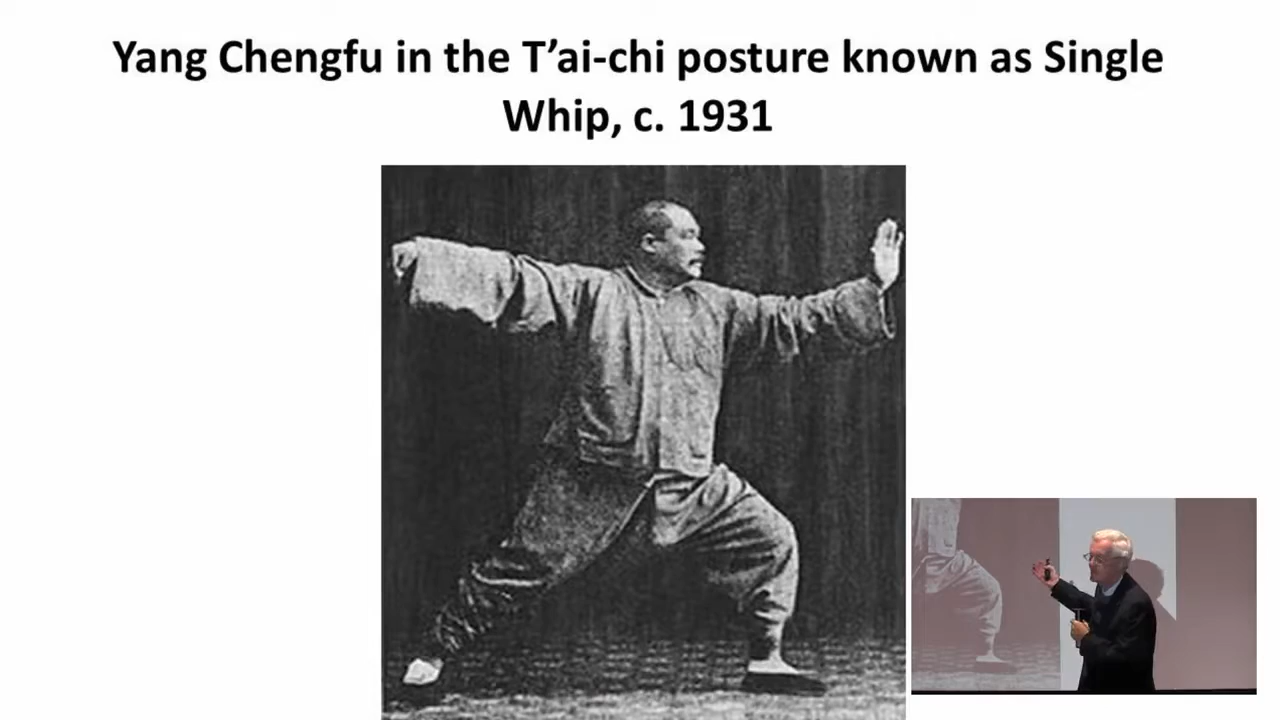 Yang Chengfu in the T’ai-chi posture known as Single
Whip, c. 1931